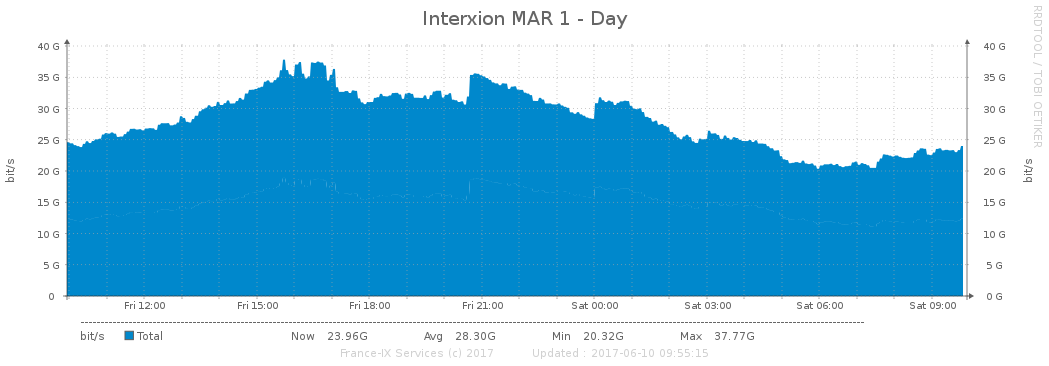 Interxion MAR 1 - Day
RRDTOOL / TOBI OETIKER
40 G 40 G
35 G 35 G
30 G 30 G
25 G 25 G
20 G 20 G
15 G 15 G
10 G 10 G
5 G 5 G
0 0 G
bit/s bit/s
Fri 12:00 Fri 15:00 Fri 18:00 Fri 21:00 Sat 00:00 Sat 03:00 Sat 06:00 Sat 09:00
bit/s Total Now 23.96G Avg 28.30G Min 20.32G Max 37.77G
France-IX Services (c) 2017 Updated : 2017-06-10 09:55:15